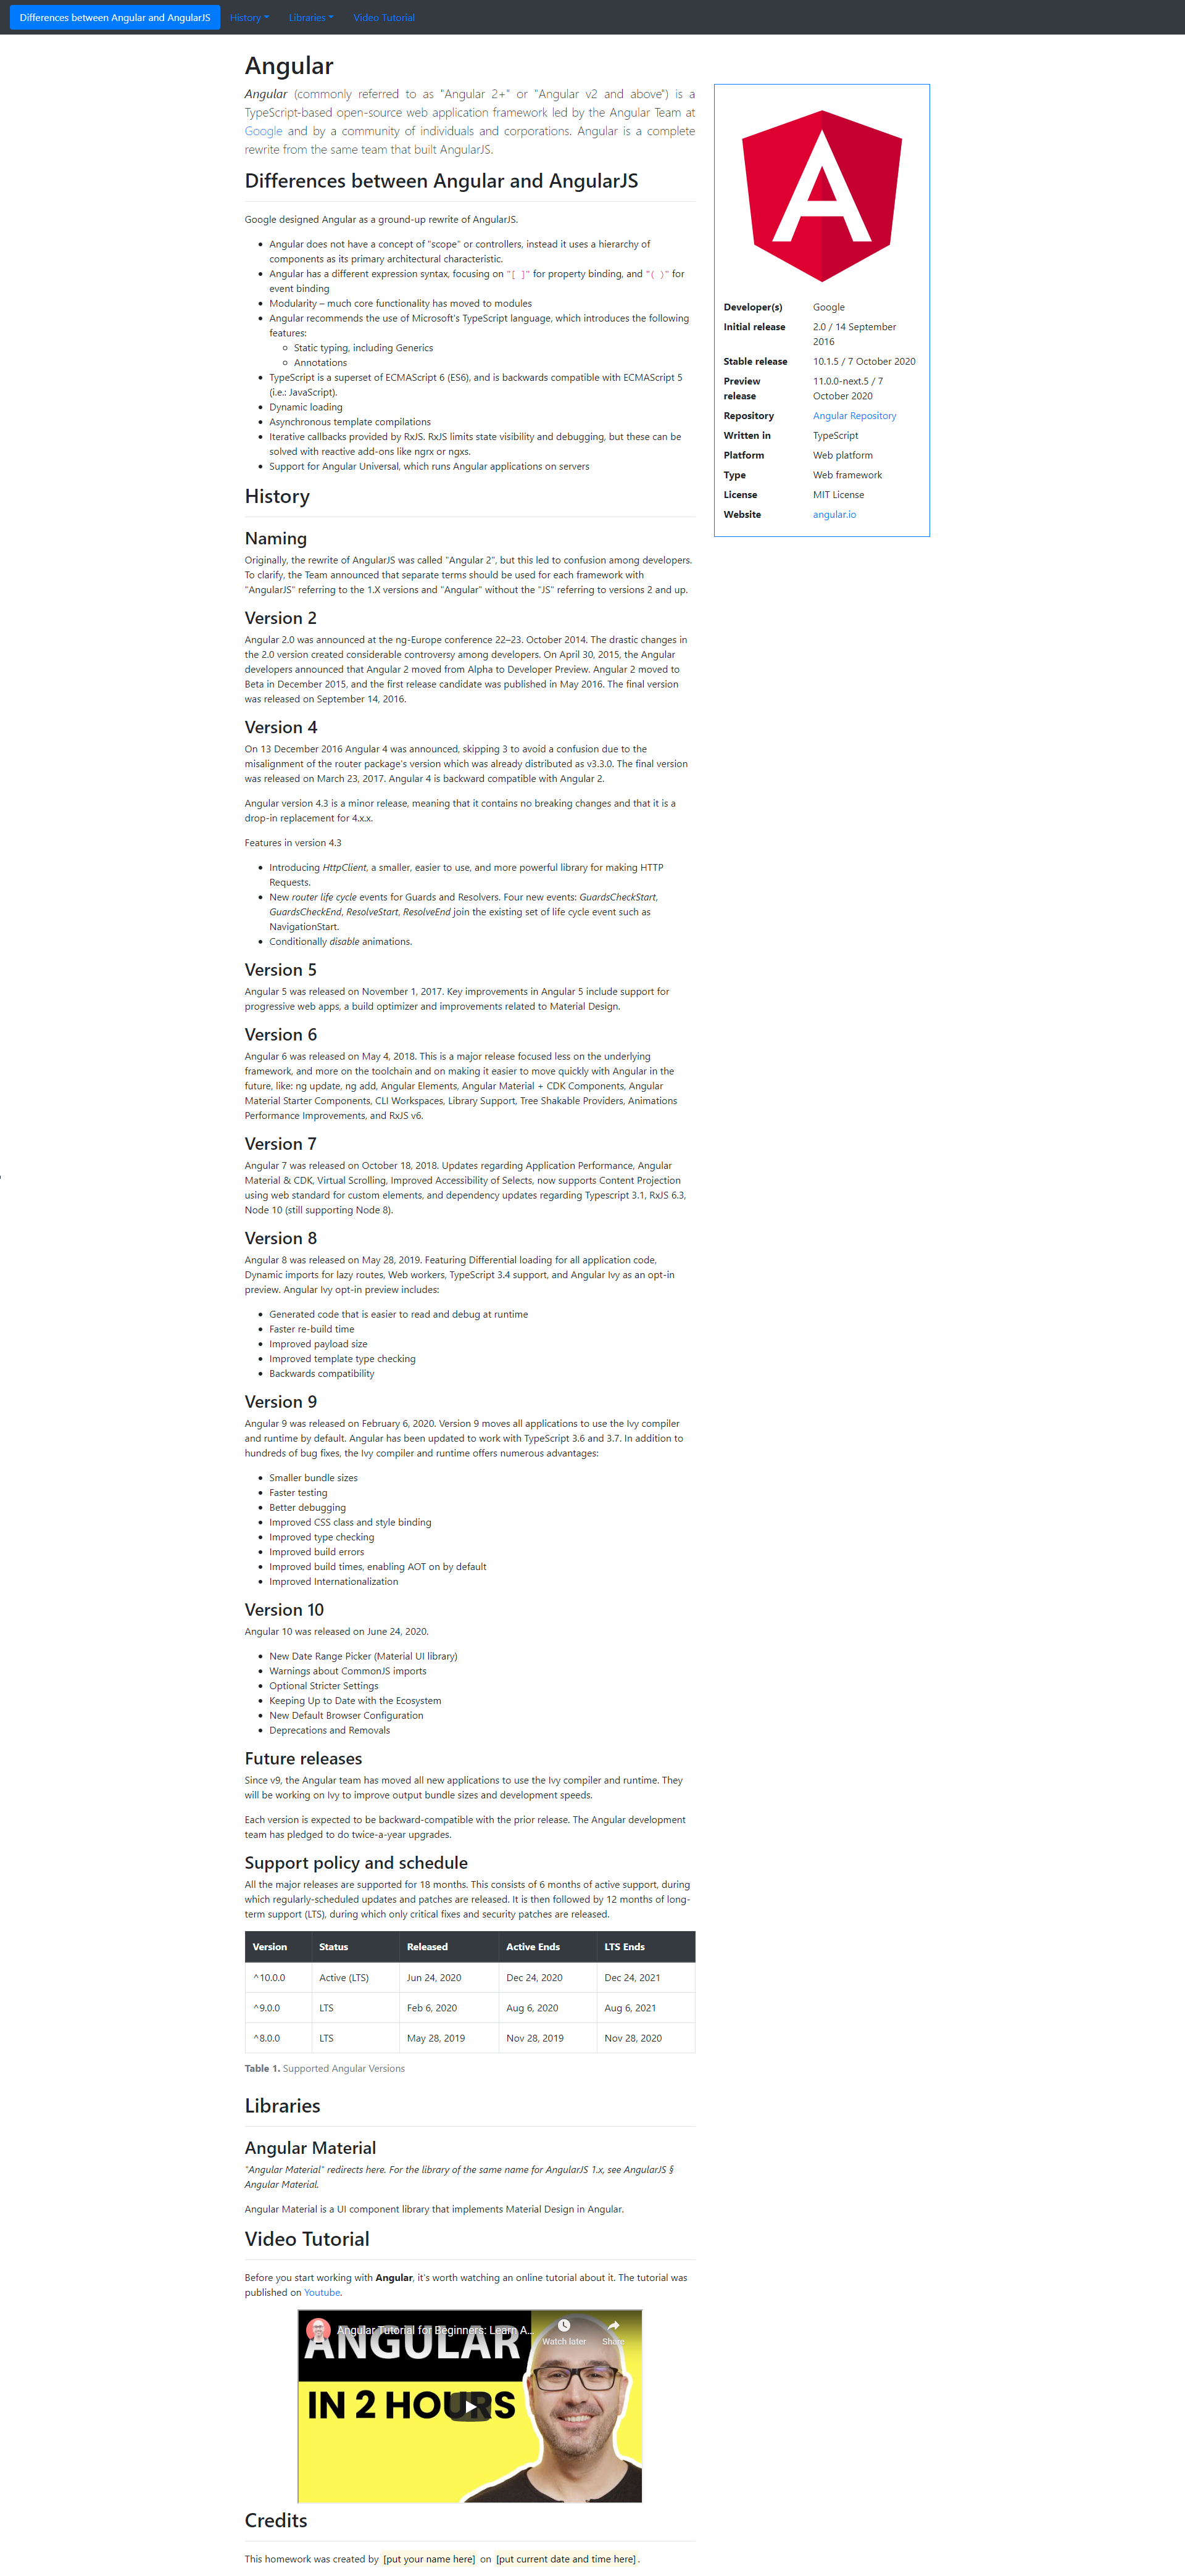 Differences between Angular and AngularJS History Libraries Video Tutorial
Angular
Angular (commonly referred to as "Angular 2+" or "Angular v2 and above") is a
TypeScript-based open-source web application framework led by the Angular Team at
Google and by a community of individuals and corporations. Angular is a complete
rewrite from the same team that built AngularJS.
A
Developer(s) Google
Initial release 2.0 / 14 September
2016
Stable release 10.1.5 / 7 October 2020
Preview 11.0.0-next.5 / 7
release October 2020
Repository Angular Repository
Written in TypeScript
Platform Web platform
Type Web framework
License MIT License
Website angular.io
Differences between Angular and AngularJS
Google designed Angular as a ground-up rewrite of AngularJS.
• Angular does not have a concept of "scope" or controllers, instead it uses a hierarchy of
components as its primary architectural characteristic.
• Angular has a different expression syntax, focusing on "[ ]" for property binding, and "( )" for
event binding
• Modularity – much core functionality has moved to modules
• Angular recommends the use of Microsoft's TypeScript language, which introduces the following
features:
Static typing, including Generics
Annotations
• TypeScript is a superset of ECMAScript 6 (ES6), and is backwards compatible with ECMAScript 5
(i.e.: JavaScript).
• Dynamic loading
• Asynchronous template compilations
• Iterative callbacks provided by RxJS. RxJS limits state visibility and debugging, but these can be
solved with reactive add-ons like ngrx or ngxs.
• Support for Angular Universal, which runs Angular applications on servers
History
Naming
Originally, the rewrite of AngularJS was called "Angular 2", but this led to confusion among developers.
To clarify, the Team announced that separate terms should be used for each framework with
"AngularJS" referring to the 1.X versions and "Angular" without the "JS" referring to versions 2 and up.
Version 2
Angular 2.0 was announced at the ng-Europe conference 22–23. October 2014. The drastic changes in
the 2.0 version created considerable controversy among developers. On April 30, 2015, the Angular
developers announced that Angular 2 moved from Alpha to Developer Preview. Angular 2 moved to
Beta in December 2015, and the first release candidate was published in May 2016. The final version
was released on September 14, 2016.
Version 4
On 13 December 2016 Angular 4 was announced, skipping 3 to avoid a confusion due to the
misalignment of the router package's version which was already distributed as v3.3.0. The final version
was released on March 23, 2017. Angular 4 is backward compatible with Angular 2.
Angular version 4.3 is a minor release, meaning that it contains no breaking changes and that it is a
drop-in replacement for 4.x.x.
Features in version 4.3
• Introducing HttpClient, a smaller, easier to use, and more powerful library for making HTTP
Requests.
• New router life cycle events for Guards and Resolvers. Four new events: GuardsCheckStart,
GuardsCheckEnd, ResolveStart, ResolveEnd join the existing set of life cycle event such as
NavigationStart.
• Conditionally disable animations.
Version 5
Angular 5 was released on November 1, 2017. Key improvements in Angular 5 include support for
progressive web apps, a build optimizer and improvements related to Material Design.
Version 6
Angular 6 was released on May 4, 2018. This is a major release focused less on the underlying
framework, and more on the toolchain and on making it easier to move quickly with Angular in the
future, like: ng update, ng add, Angular Elements, Angular Material + CDK Components, Angular
Material Starter Components, CLI Workspaces, Library Support, Tree Shakable Providers, Animations
Performance Improvements, and RxJS v6.
Version 7
Angular 7 was released on October 18, 2018. Updates regarding Application Performance, Angular
Material & CDK, Virtual Scrolling, Improved Accessibility of Selects, now supports Content Projection
using web standard for custom elements, and dependency updates regarding Typescript 3.1, RxJS 6.3,
Node 10 (still supporting Node 8).
Version 8
Angular 8 was released on May 28, 2019. Featuring Differential loading for all application code,
Dynamic imports for lazy routes, Web workers, TypeScript 3.4 support, and Angular Ivy as an opt-in
preview. Angular Ivy opt-in preview includes:
• Generated code that is easier to read and debug at runtime
• Faster re-build time
• Improved payload size
• Improved template type checking
• Backwards compatibility
Version 9
Angular 9 was released on February 6, 2020. Version 9 moves all applications to use the Ivy compiler
and runtime by default. Angular has been updated to work with TypeScript 3.6 and 3.7. In addition to
hundreds of bug fixes, the Ivy compiler and runtime offers numerous advantages:
• Smaller bundle sizes
• Faster testing
• Better debugging
• Improved CSS class and style binding
• Improved type checking
• Improved build errors
• Improved build times, enabling AOT on by default
• Improved Internationalization
Version 10
Angular 10 was released on June 24, 2020.
• New Date Range Picker (Material UI library)
• Warnings about CommonJS imports
• Optional Stricter Settings
• Keeping Up to Date with the Ecosystem
• New Default Browser Configuration
• Deprecations and Removals
Future releases
Since v9, the Angular team has moved all new applications to use the Ivy compiler and runtime. They
will be working on Ivy to improve output bundle sizes and development speeds.
Each version is expected to be backward-compatible with the prior release. The Angular development
team has pledged to do twice-a-year upgrades.
Support policy and schedule
All the major releases are supported for 18 months. This consists of 6 months of active support, during
which regularly-scheduled updates and patches are released. It is then followed by 12 months of long-
term support (LTS), during which only critical fixes and security patches are released.
Version Status Released Active Ends LTS Ends
^10.0.0 Active (LTS) Jun 24, 2020 Dec 24, 2020 Dec 24, 2021
^9.0.0 LTS Feb 6, 2020 Aug 6, 2020 Aug 6, 2021
^8.0.0 LTS May 28, 2019 Nov 28, 2019 Nov 28, 2020
Table 1. Supported Angular Versions
Libraries
Angular Material
"Angular Material" redirects here. For the library of the same name for AngularJS 1.x, see AngularJS §
Angular Material.
Angular Material is a UI component library that implements Material Design in Angular.
Video Tutorial
Before you start working with Angular, it's worth watching an online tutorial about it. The tutorial was
published on Youtube.
Angular Tutorial for Beginners: Learn A...
Watch later Share
ANGULAR
IN 2 HOURS
Credits
This homework was created by [put your name here] on [put current date and time here].